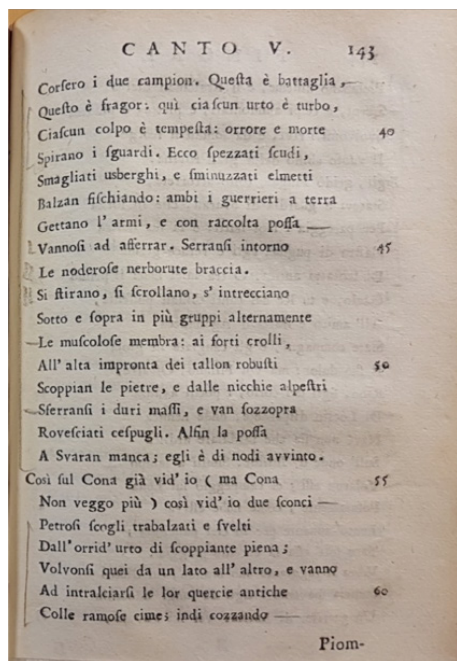 CANTO V. 143
Corſero i due campion. Queſta è battaglia,
Queſto è fragor: quì ciaſcun urto è turbo,
Ciaſcun colpo è tempeſta: orrore e morte 40
Spirano i ſguardi. Ecco ſpezzati ſcudi,
Smagliati usberghi, e ſminuzzati elmetti
Balzan fiſchiando: ambi i guerrieri a terra
Gettano l' armi, e con raccolta poſſa
Vannoſi ad afferrar. Serranſi intorno 45
Le noderoſe nerborute braccia.
Si ſtirano, ſi ſcrollano, s' intrecciano
Sotto e ſopra in più gruppi alternamente
Le muſcoloſe membra: ai forti crolli,
All' alta impronta dei tallon robuſti 50
Scoppian le pietre, e dalle nicchie alpeſtri
Sferranſi i duri maſſi, e van ſozzopra
Roveſciati ceſpugli. Alfin la poſſa
A Svaran manca; egli è di nodi avvinto.
Così ſul Cona già vid' io ( ma Cona 55
Non veggo più ) così vid' io due ſconci
Petroſi ſcogli trabalzati e ſvelti
Dall' orrid' urto di ſcoppiante piena;
Volvonſi quei da un lato all' altro, e vanno
Ad intralciarſi le lor quercie antiche 60
Colle ramoſe cime; indi cozzando
Piom-